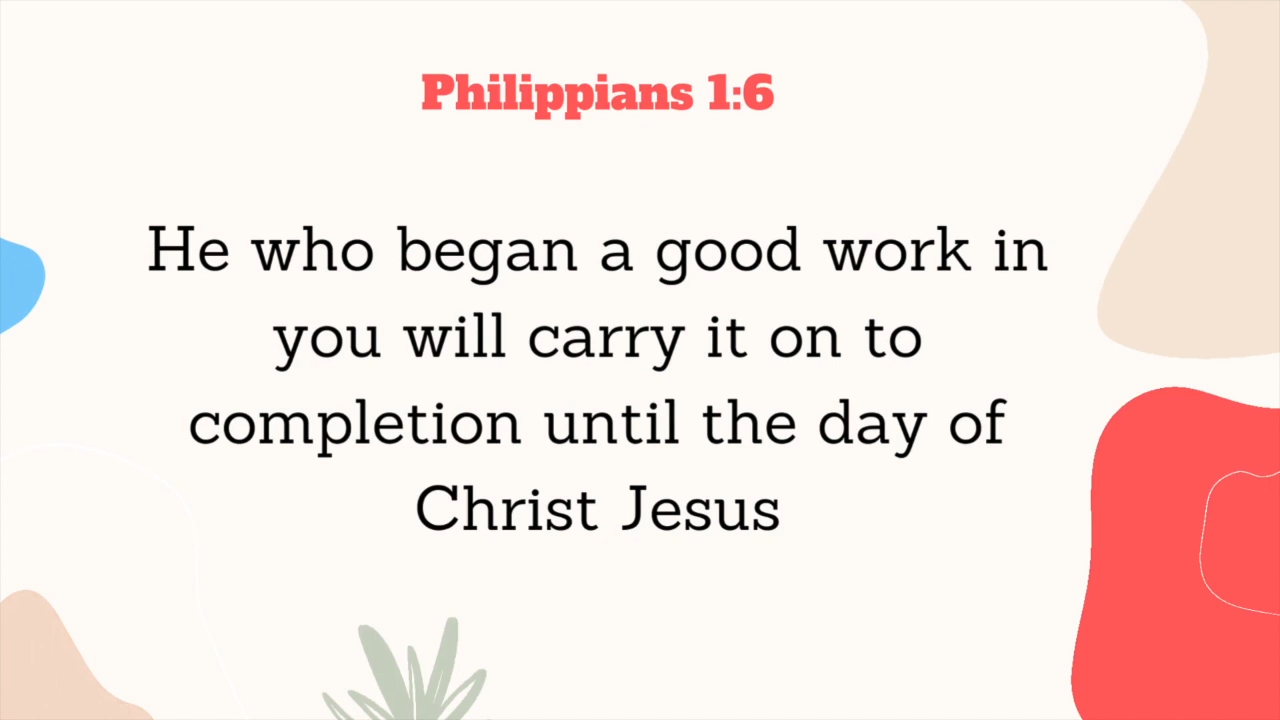 Philippians 1:6
He who began a good work in
you will carry it on to
completion until the day of
Christ Jesus